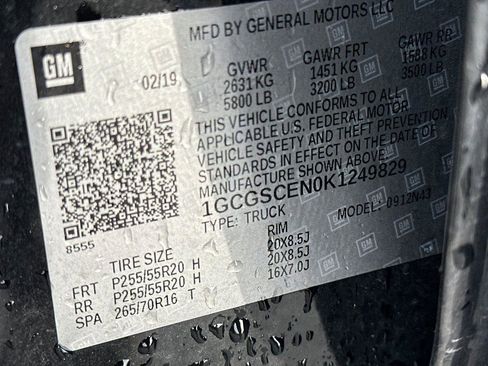 MFD BY GENERAL MOTORS LLC
GM
02/19
GVWR GAWR FRT GAWR RR
2631 KG 1451 KG 1588 KG
5800 LB 3200 LB 3500 LB
THIS VEHICLE CONFORMS TO ALL
APPLICABLE U.S. FEDERAL MOTOR
VEHICLE SAFETY AND THEFT PREVENTION
STANDARDS IN EFFECT ON THE DATE OF
MANUFACTURE SHOWN ABOVE.
1GCGSCEN0K1249829
TYPE: TRUCK MODEL: 0912N43
8555
TIRE SIZE RIM
FRT P255/55R20 H 20X8.5J
RR P255/55R20 H 20X8.5J
SPA 265/70R16 T 16X7.0J